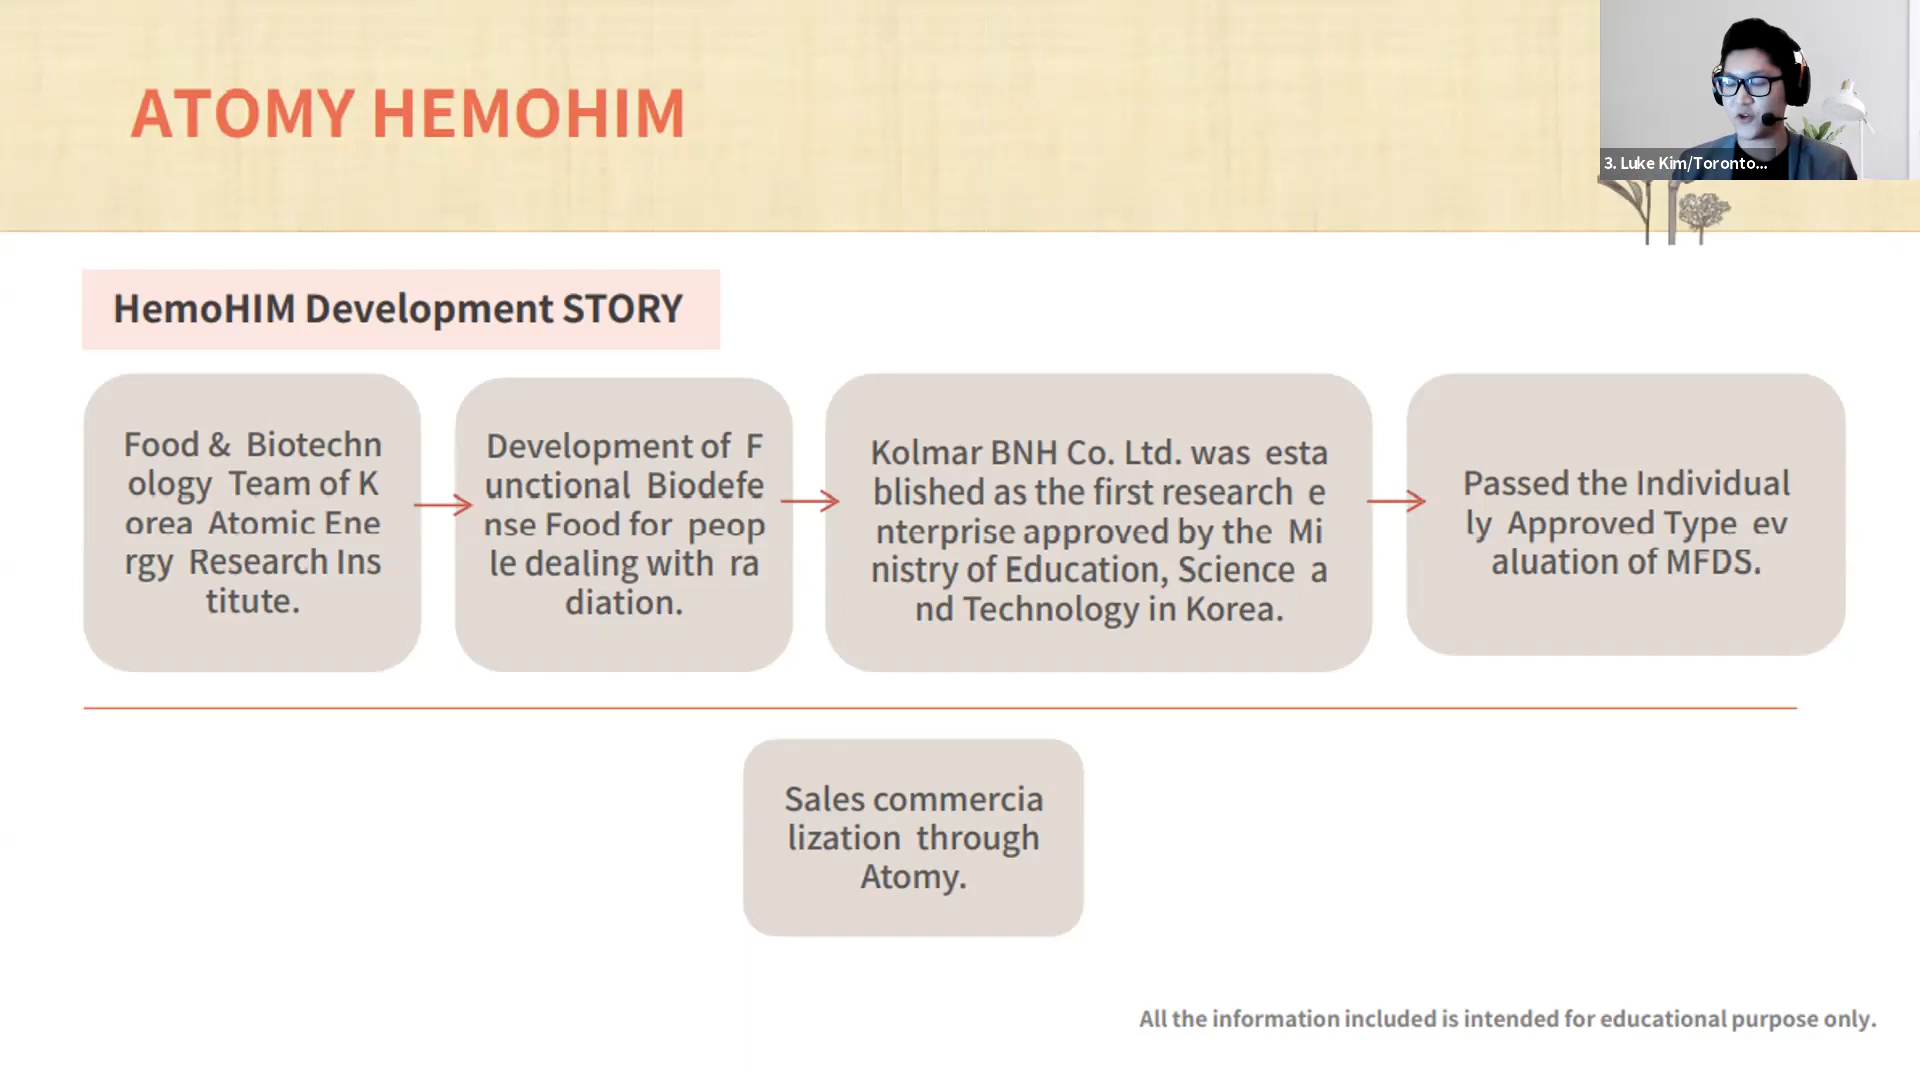 ATOMY HEMOHIM
3. Luke Kim/Toronto...
HemoHIM Development STORY
Food & Biotechn
ology Team of K
orea Atomic Ene
rgy Research Ins
titute.
Development of F
unctional Biodefe
nse Food for peop
le dealing with ra
diation.
Kolmar BNH Co. Ltd. was esta
blished as the first research e
nterprise approved by the Mi
nistry of Education, Science a
nd Technology in Korea.
Passed the Individual
ly Approved Type ev
aluation of MFDS.
Sales commercia
lization through
Atomy.
All the information included is intended for educational purpose only.